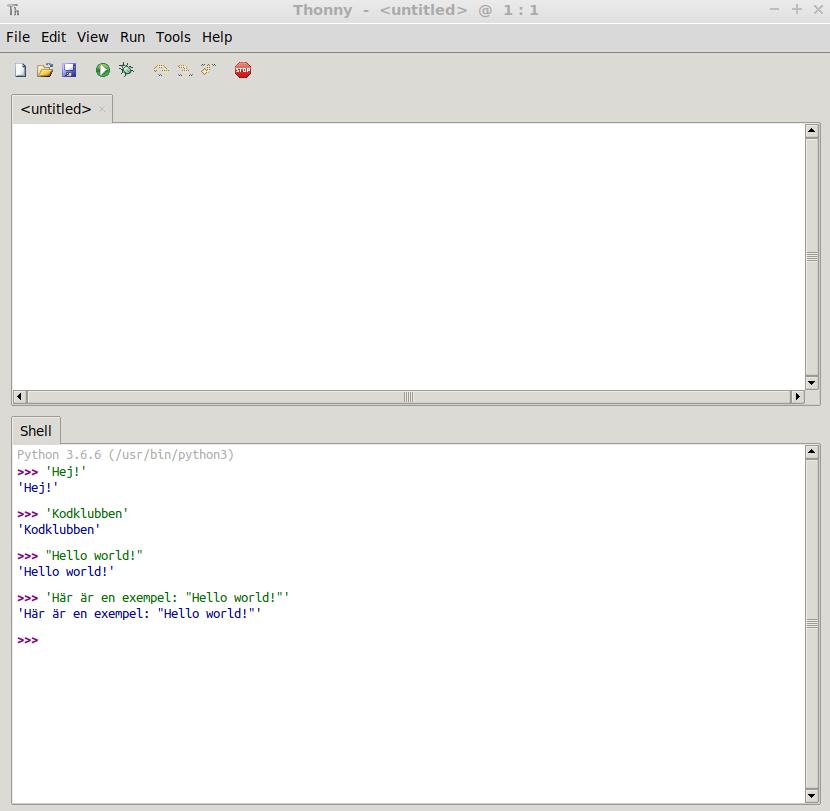 Th Thonny - <untitled> @ 1 : 1
File Edit View Run Tools Help
STOP
<untitled>
Shell
Python 3.6.6 (/usr/bin/python3)
>>> 'Hej!'
'Hej!'
>>> 'Kodklubben'
'Kodklubben'
>>> "Hello world!"
'Hello world!'
>>> 'Här är en exempel: "Hello world!"'
'Här är en exempel: "Hello world!"'
>>>